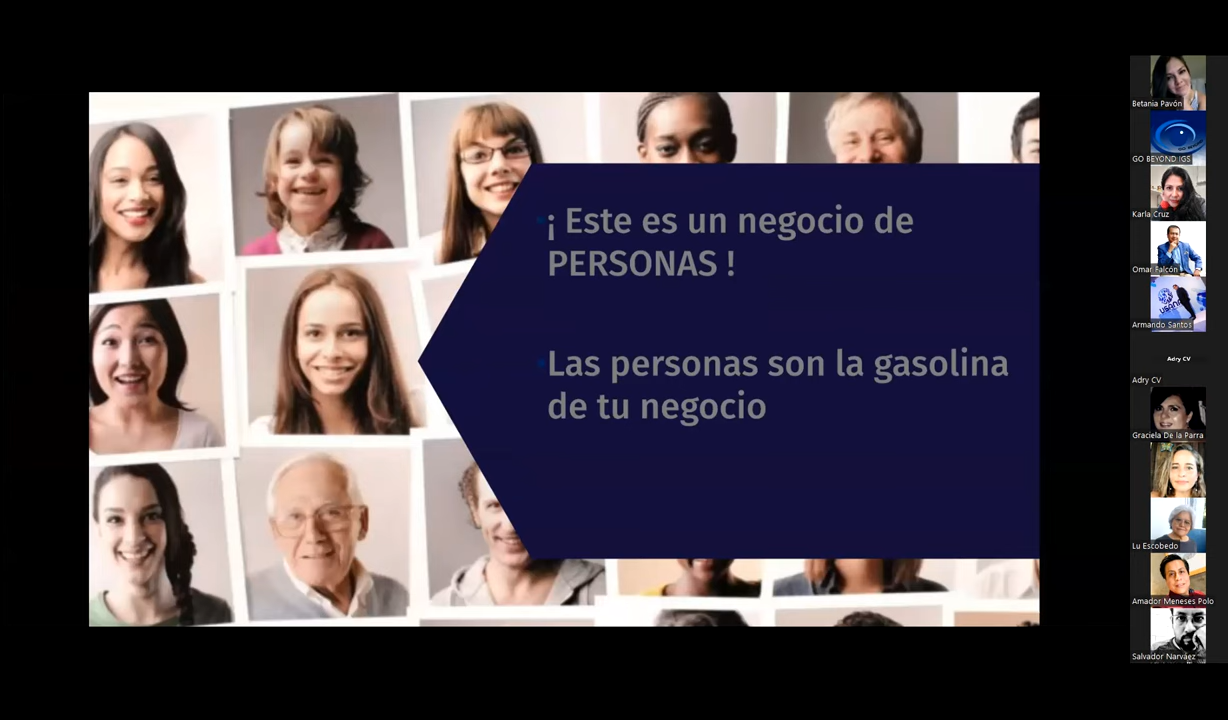 ¡ Este es un negocio de
PERSONAS !
Las personas son la gasolina
de tu negocio
Betania Pavón
GO BEYOND IGS
Karla Cruz
Omar Falcón
USANA
Armando Santos
Adry CV
Adry CV
Graciela De la Parra
Lu Escobedo
Amador Meneses Polo
Salvador Narváez